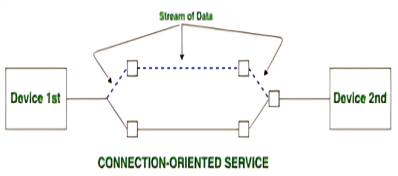 Stream of Data
Device 1st
Device 2nd
CONNECTION-ORIENTED SERVICE